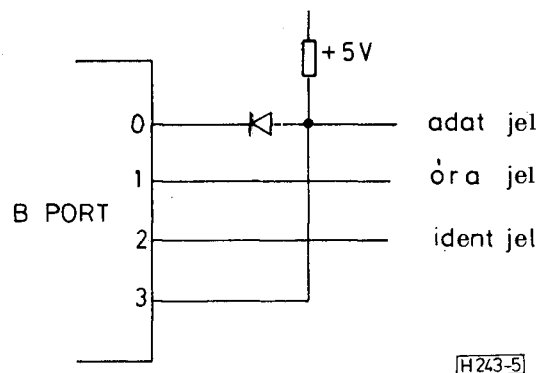 +5V
0
adat jel
1
óra jel
B PORT
2
ident jel
3
H243-5